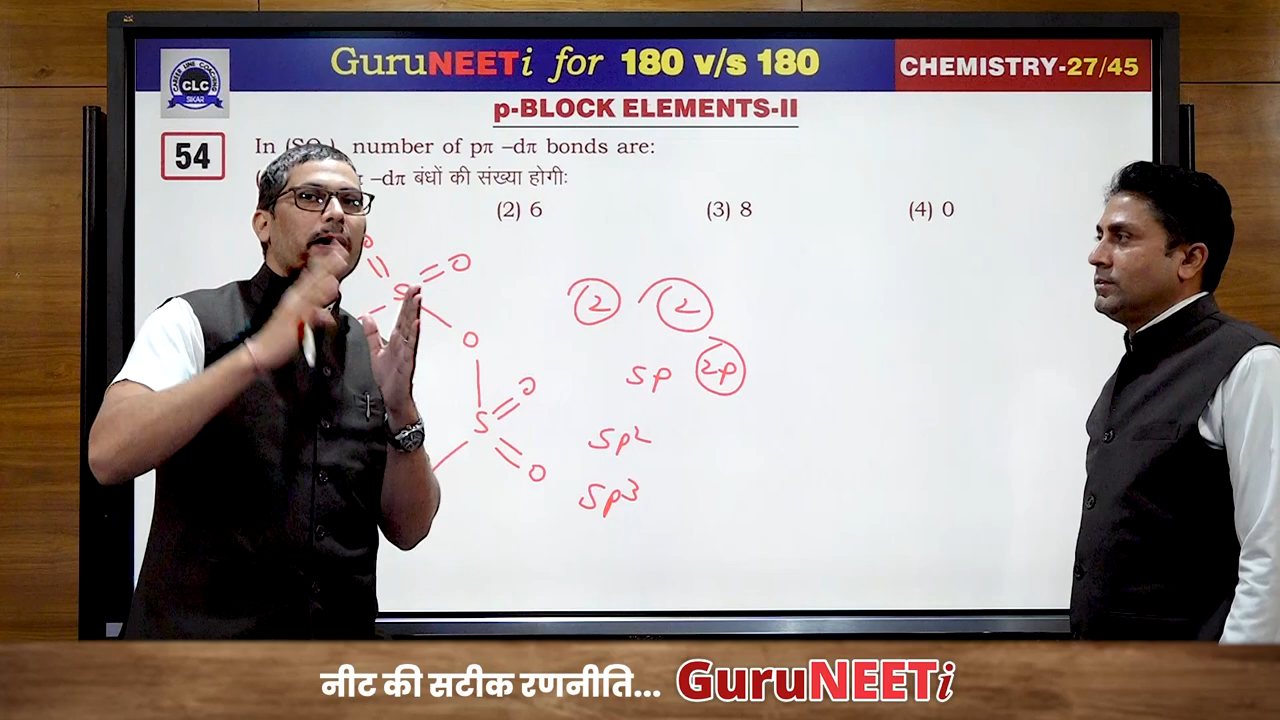 GuruNEETi for 180 v/s 180
CHEMISTRY-27/45
CAREER LINE COACHING
CLC
SIKAR
p-BLOCK ELEMENTS-II
54
In number of pπ –dπ bonds are:
–dπ बंधों की संख्या होगीः
(2) 6 (3) 8 (4) 0
O
S = O
O
S = O
O
2 2
sp 2p
sp2
sp3
नीट की सटीक रणनीति... GuruNEETi